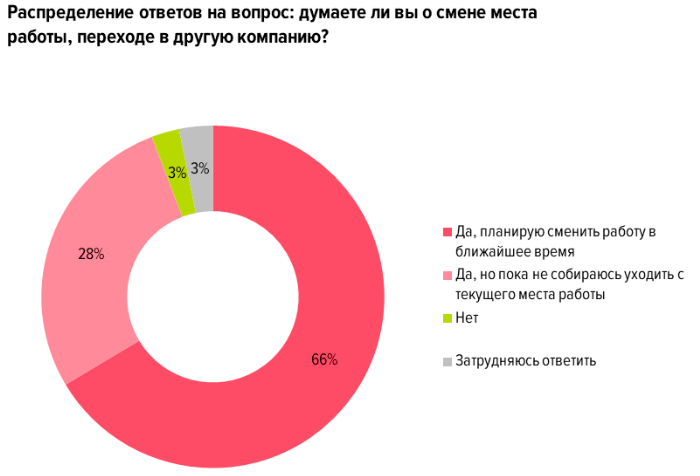 Распределение ответов на вопрос: думаете ли вы о смене места
работы, переходе в другую компанию?
3%
3%
28%
66%
Да, планирую сменить работу в
ближайшее время
Да, но пока не собираюсь уходить с
текущего места работы
Нет
Затрудняюсь ответить